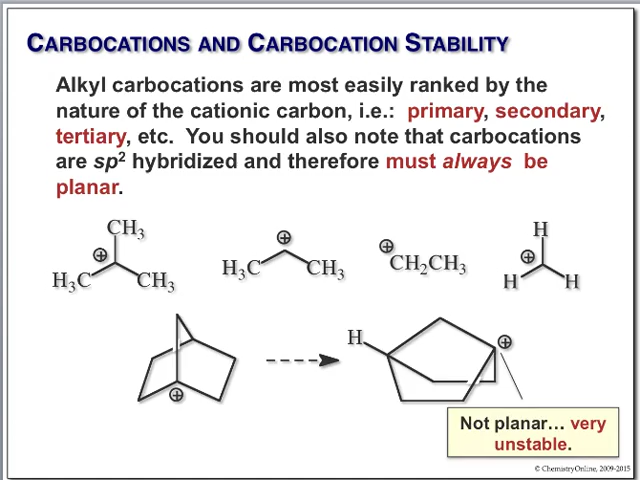 CARBOCATIONS AND CARBOCATION STABILITY
Alkyl carbocations are most easily ranked by the
nature of the cationic carbon, i.e.: primary, secondary,
tertiary, etc. You should also note that carbocations
are sp² hybridized and therefore must always be
planar.
CH₃
⊕
H₃C CH₃
⊕
H₃C CH₃
⊕
CH₂CH₃
H
⊕
H H
⊕
H
⊕
Not planar… very
unstable.
© ChemistryOnline, 2009-2015